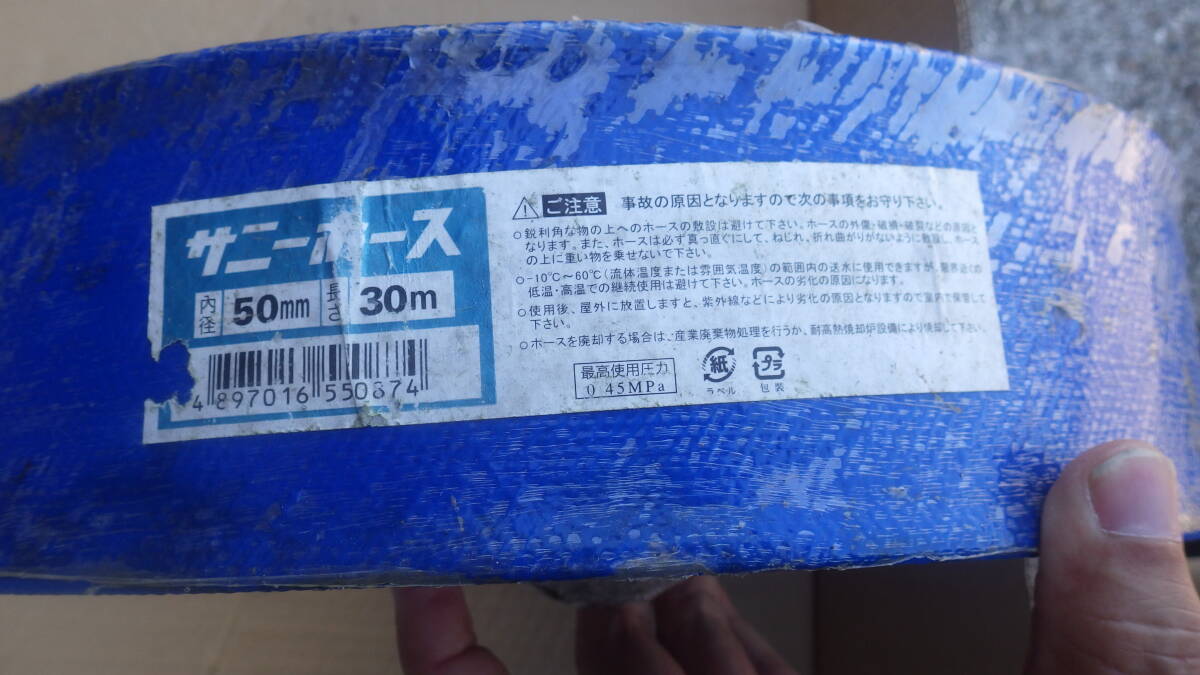 サニーホース
内径 50mm 長さ 30m
4 897016 550874
ご注意 事故の原因となりますので次の事項をお守り下さい。
○鋭利角な物の上へのホースの敷設は避けて下さい。ホースの外傷・破損・破裂などの原因と
なります。また、ホースは必ず真っ直ぐにして、ねじれ、折れ曲がりがないように敷設し、ホース
の上に重い物を乗せないで下さい。
○-10℃〜60℃(流体温度または雰囲気温度)の範囲内の送水に使用できますが、限界近くの
低温・高温での継続使用は避けて下さい。ホースの劣化の原因になります。
○使用後、屋外に放置しますと、紫外線などにより劣化の原因となりますので室内で保管して
下さい。
○ホースを廃却する場合は、産業廃棄物処理を行うか、耐高熱焼却炉設備により焼却して下さい。
最高使用圧力
0.45MPa
紙
ラベル
プラ
包装